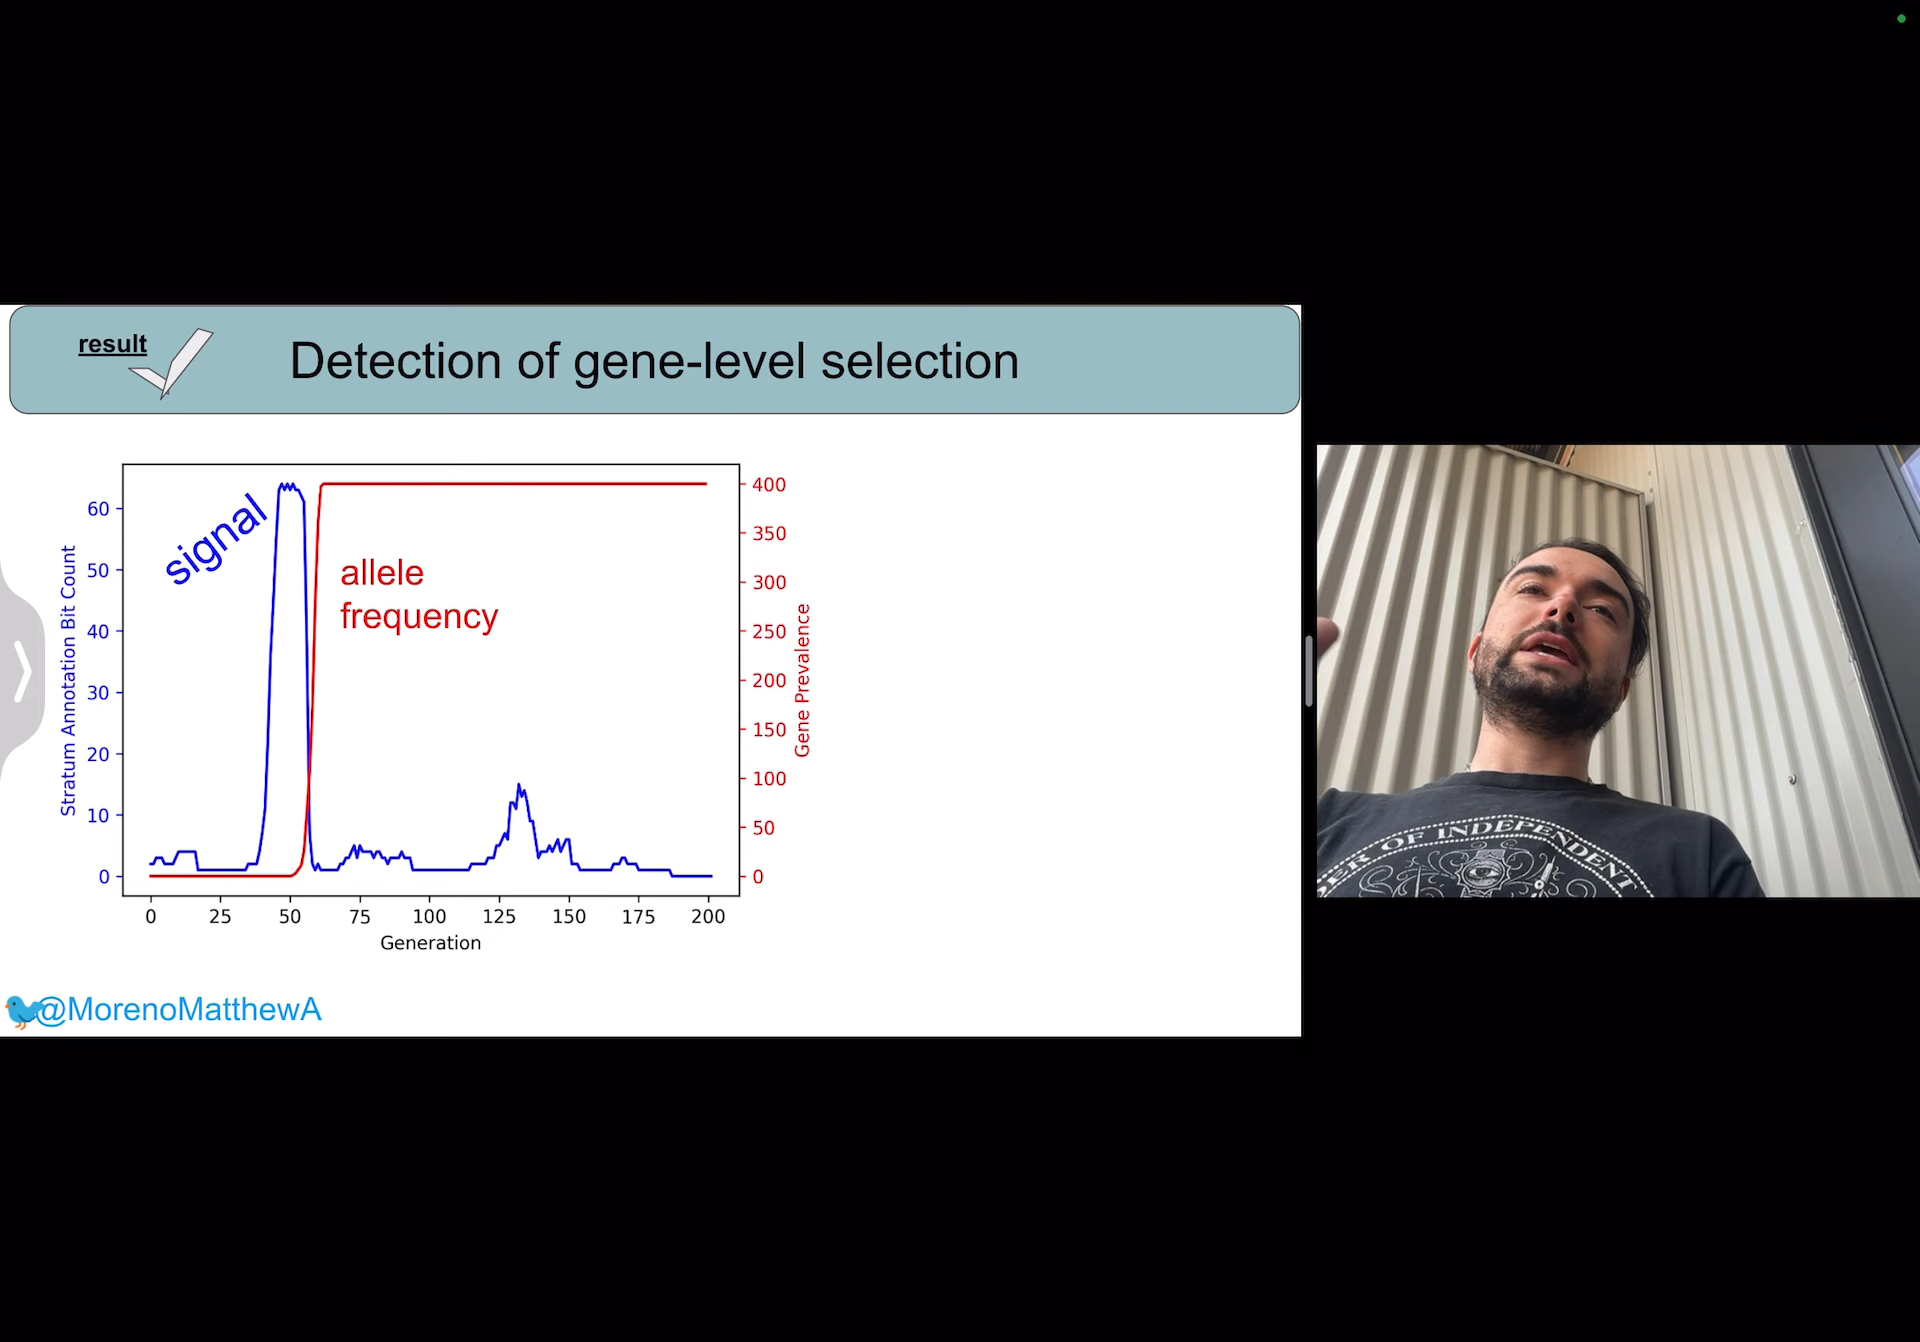 result
Detection of gene-level selection
signal
allele
frequency
Stratum Annotation Bit Count
60
50
40
30
20
10
0
400
350
300
250
200
150
100
50
0
Gene Prevalence
0 25 50 75 100 125 150 175 200
Generation
@MorenoMatthewA
OF INDEPENDENT